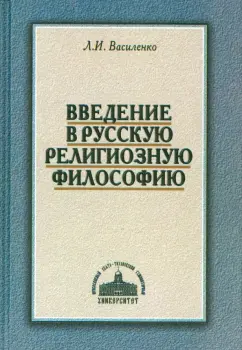 Л.И. Василенко
ВВЕДЕНИЕ
В РУССКУЮ
РЕЛИГИОЗНУЮ
ФИЛОСОФИЮ
УНИВЕРСИТЕТ